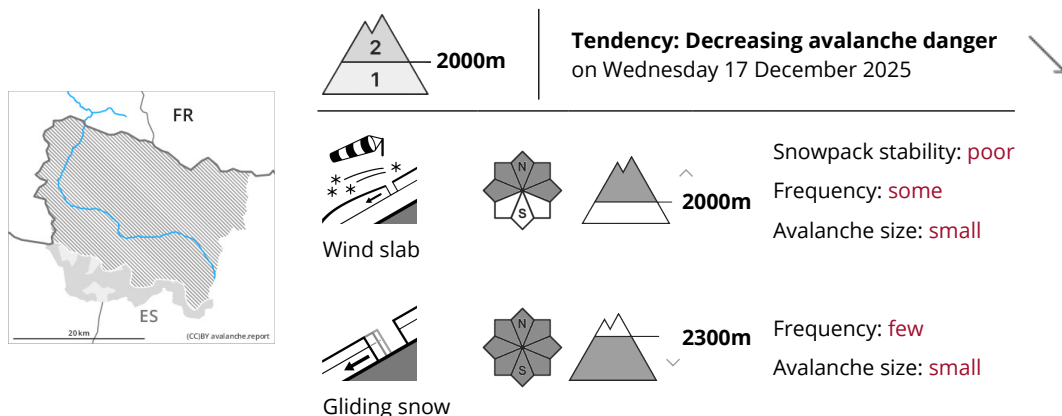 2
1
2000m
Tendency: Decreasing avalanche danger
on Wednesday 17 December 2025
FR
ES
20 km
(CC)BY avalanche.report
Wind slab
N
S
2000m
Snowpack stability: poor
Frequency: some
Avalanche size: small
Gliding snow
N
S
2300m
Frequency: few
Avalanche size: small